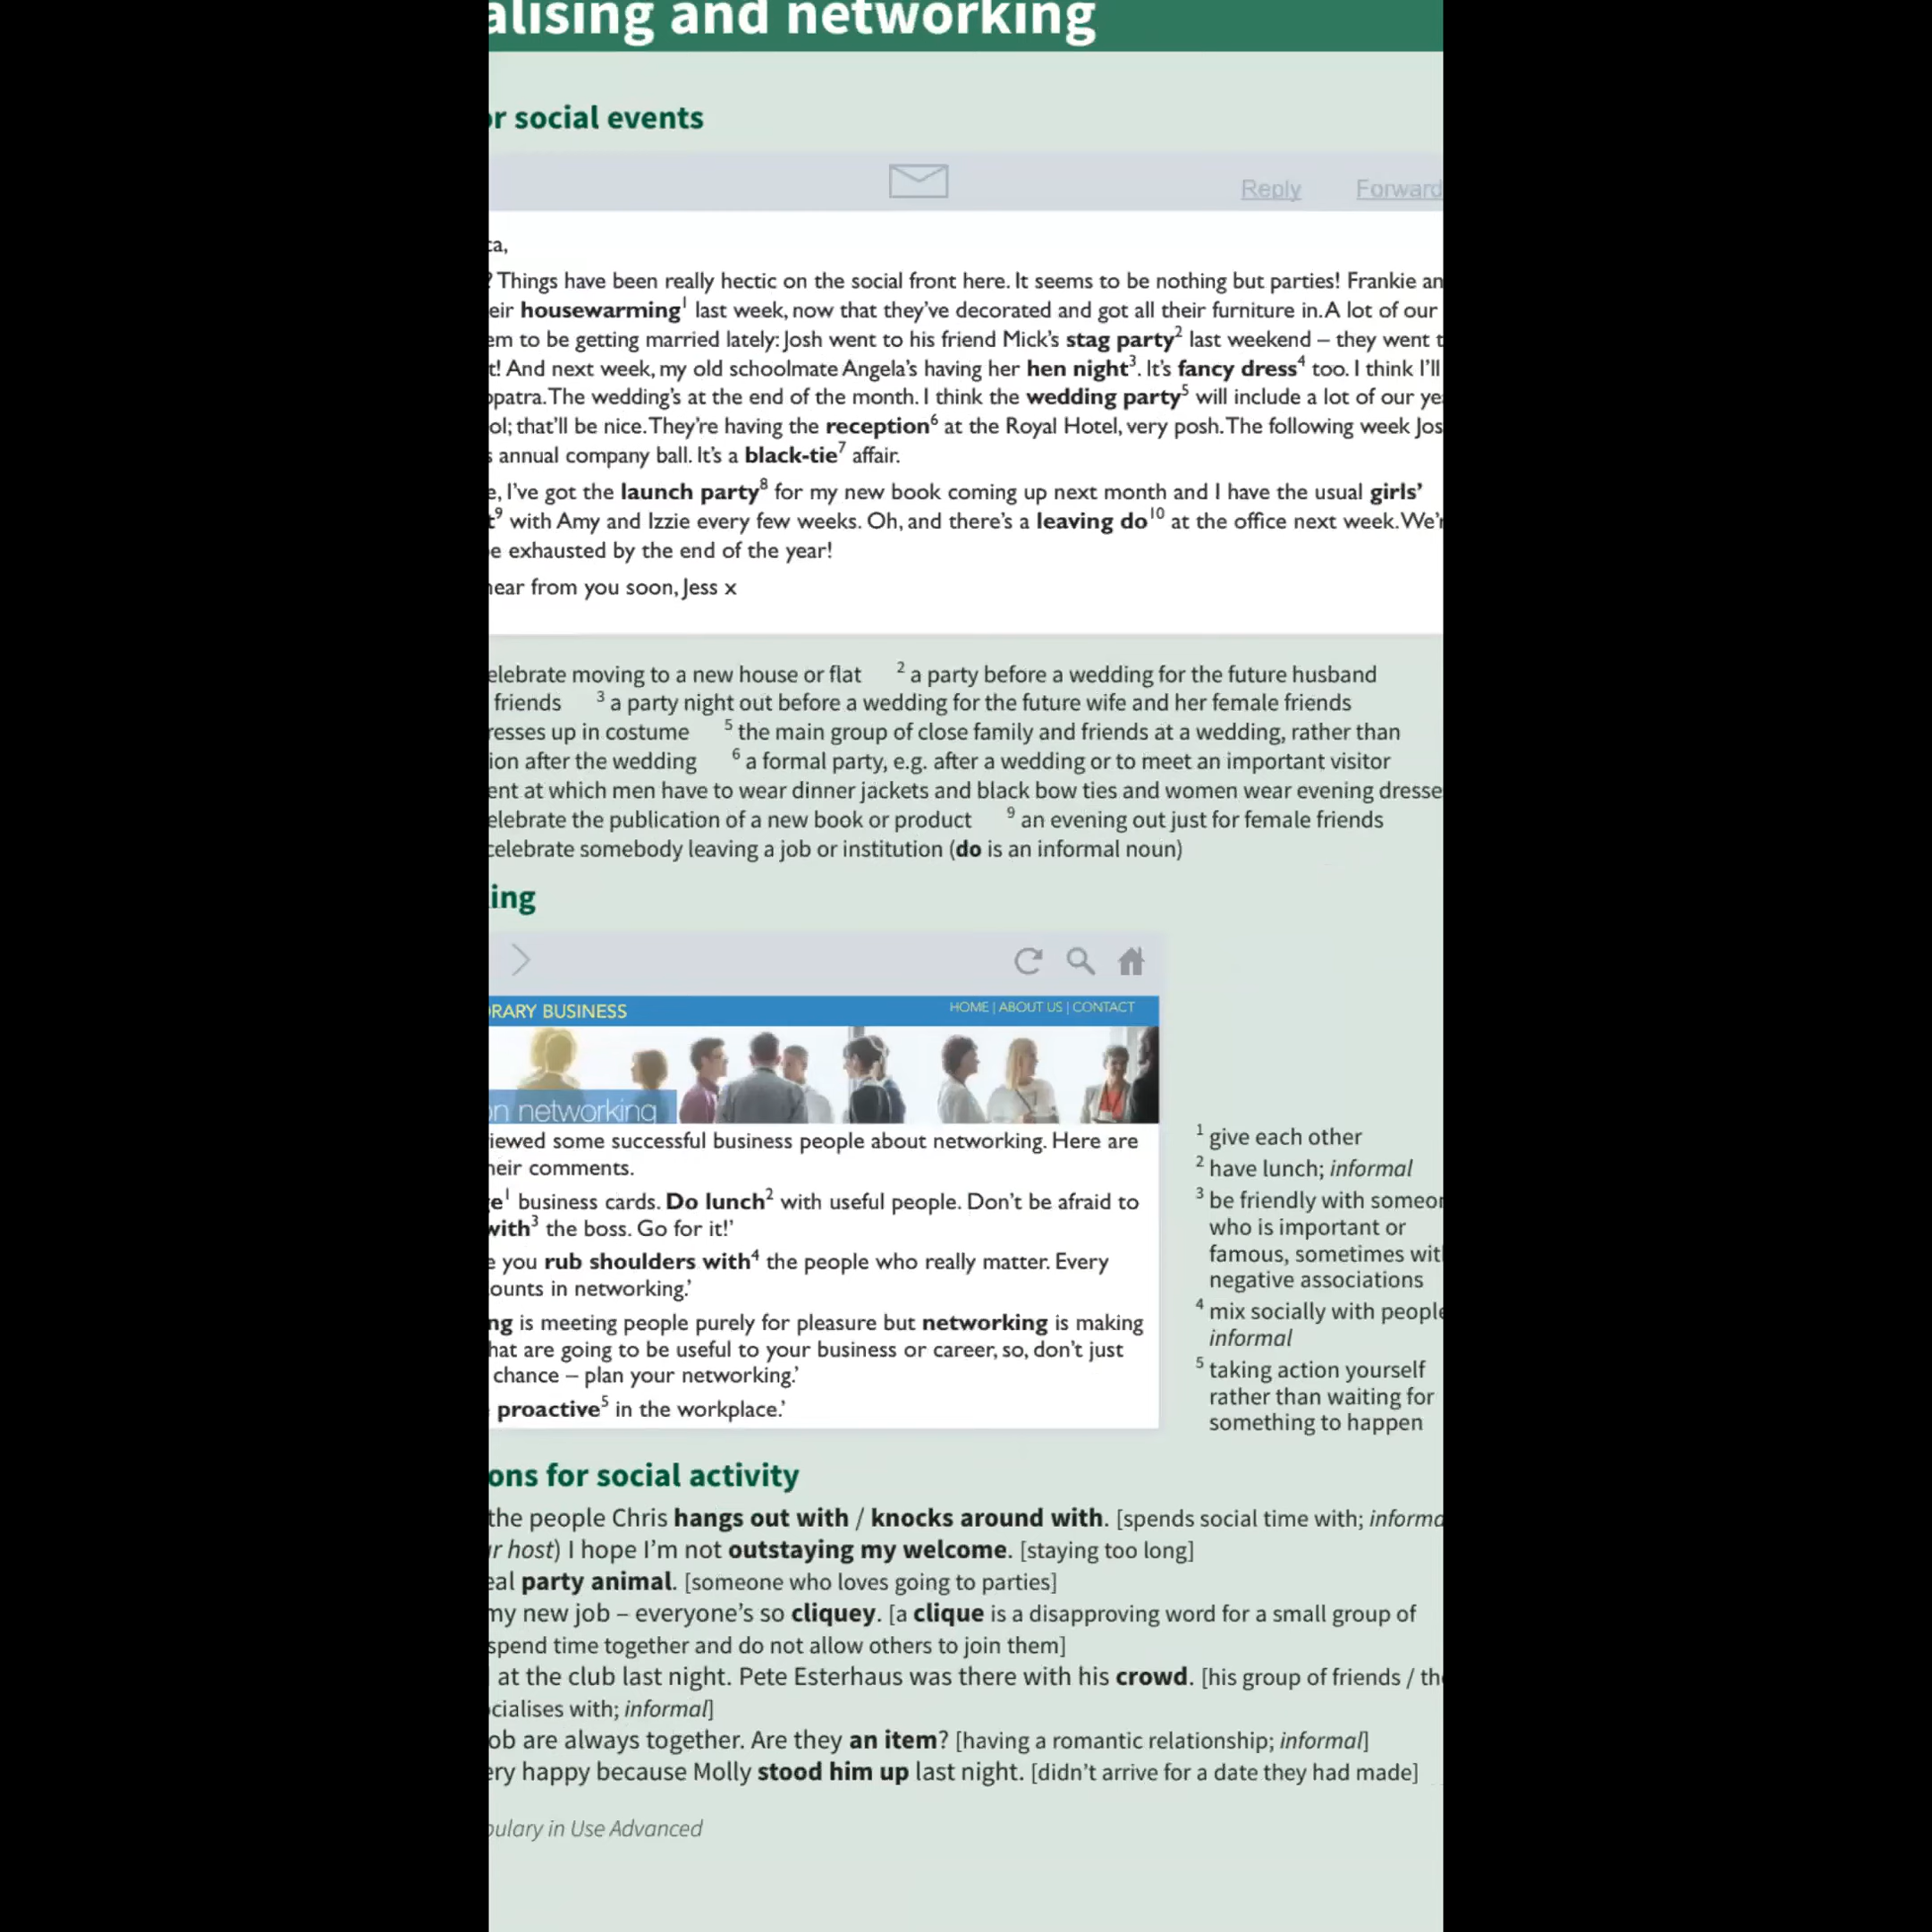 alising and networking
or social events
Reply Forward
ca,
? Things have been really hectic on the social front here. It seems to be nothing but parties! Frankie an
eir housewarming1 last week, now that they've decorated and got all their furniture in. A lot of our
em to be getting married lately: Josh went to his friend Mick's stag party2 last weekend – they went t
t! And next week, my old schoolmate Angela's having her hen night3. It's fancy dress4 too. I think I'll
opatra. The wedding's at the end of the month. I think the wedding party5 will include a lot of our ye
ol; that'll be nice. They're having the reception6 at the Royal Hotel, very posh. The following week Jos
s annual company ball. It's a black-tie7 affair.
e, I've got the launch party8 for my new book coming up next month and I have the usual girls'
t9 with Amy and Izzie every few weeks. Oh, and there's a leaving do10 at the office next week. We'r
e exhausted by the end of the year!
hear from you soon, Jess x
elebrate moving to a new house or flat 2 a party before a wedding for the future husband
friends 3 a party night out before a wedding for the future wife and her female friends
resses up in costume 5 the main group of close family and friends at a wedding, rather than
ion after the wedding 6 a formal party, e.g. after a wedding or to meet an important visitor
ent at which men have to wear dinner jackets and black bow ties and women wear evening dresse
elebrate the publication of a new book or product 9 an evening out just for female friends
celebrate somebody leaving a job or institution (do is an informal noun)
ing
ORARY BUSINESS HOME | ABOUT US | CONTACT
on networking
iewed some successful business people about networking. Here are
heir comments.
ge1 business cards. Do lunch2 with useful people. Don't be afraid to
with3 the boss. Go for it!'
e you rub shoulders with4 the people who really matter. Every
ounts in networking.'
ng is meeting people purely for pleasure but networking is making
hat are going to be useful to your business or career, so, don't just
chance – plan your networking.'
proactive5 in the workplace.'
1 give each other
2 have lunch; informal
3 be friendly with someon
who is important or
famous, sometimes with
negative associations
4 mix socially with people
informal
5 taking action yourself
rather than waiting for
something to happen
ons for social activity
the people Chris hangs out with / knocks around with. [spends social time with; informa
ur host) I hope I'm not outstaying my welcome. [staying too long]
eal party animal. [someone who loves going to parties]
my new job – everyone's so cliquey. [a clique is a disapproving word for a small group of
spend time together and do not allow others to join them]
at the club last night. Pete Esterhaus was there with his crowd. [his group of friends / the
ocialises with; informal]
ob are always together. Are they an item? [having a romantic relationship; informal]
ery happy because Molly stood him up last night. [didn't arrive for a date they had made]
bulary in Use Advanced